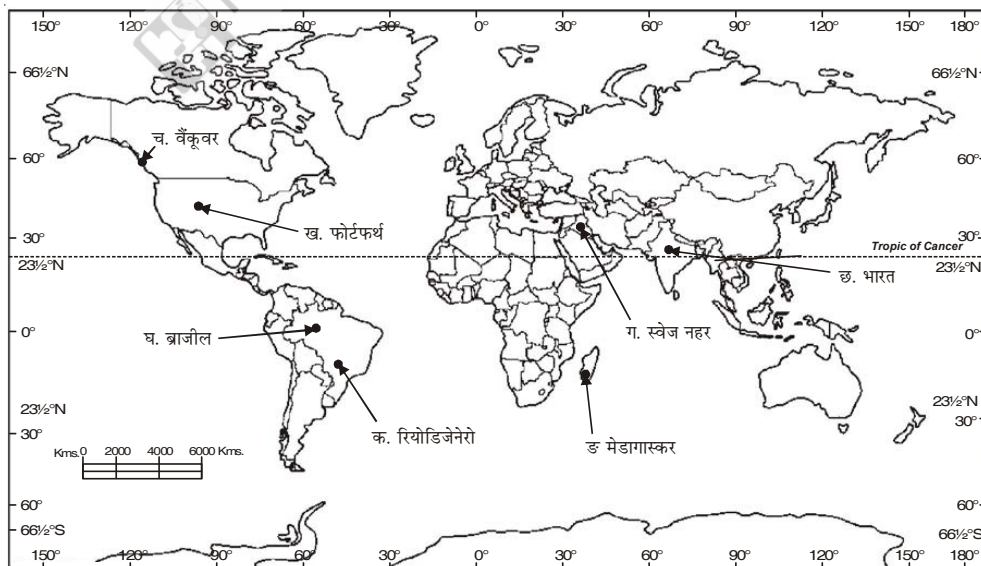 150° 120° 90° 60° 30° 0° 30° 60° 90° 120° 150° 180°
66½°N 66½°N
च. वैंकूवर
60° 60°
ख. फोर्टफर्थ
30° 30°
Tropic of Cancer
23½°N 23½°N
छ. भारत
घ. ब्राजील
ग. स्वेज नहर
0° 0°
23½°N 23½°N
30° 30°
क. रियोडिजेनेरो
ङ मेडागास्कर
Kms. 0 2000 4000 6000 Kms.
60° 60°
66½°S 66½°S
150° 120° 90° 60° 30° 0° 30° 60° 90° 120° 150° 180°